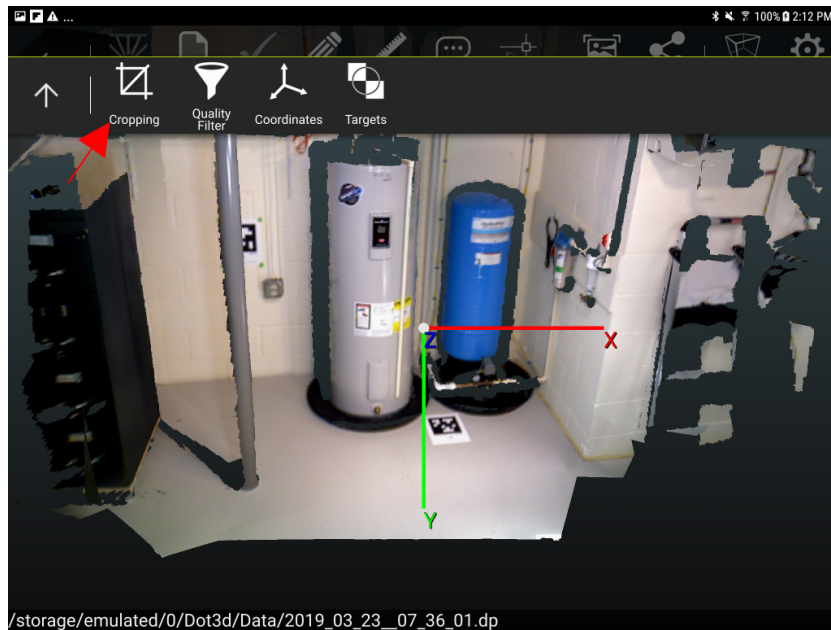 ...
100% 2:12 PM
Cropping
Quality
Filter
Coordinates
Targets
Z
X
Y
/storage/emulated/0/Dot3d/Data/2019_03_23__07_36_01.dp